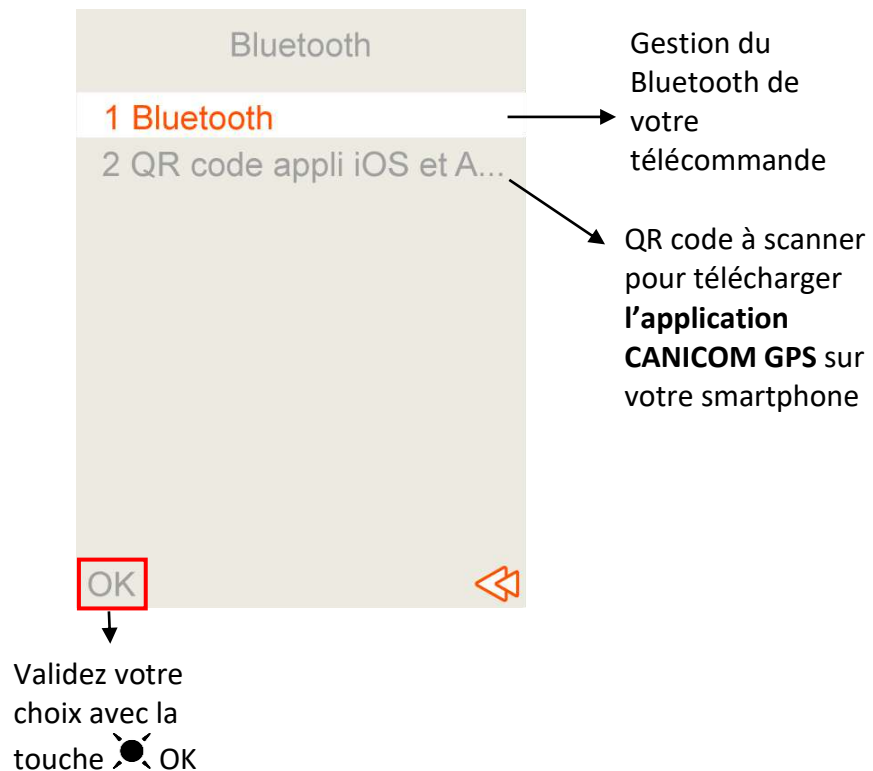 Bluetooth
1 Bluetooth
2 QR code appli iOS et A...
OK
Gestion du
Bluetooth de
votre
télécommande
QR code à scanner
pour télécharger
l’application
CANICOM GPS sur
votre smartphone
Validez votre
choix avec la
touche OK